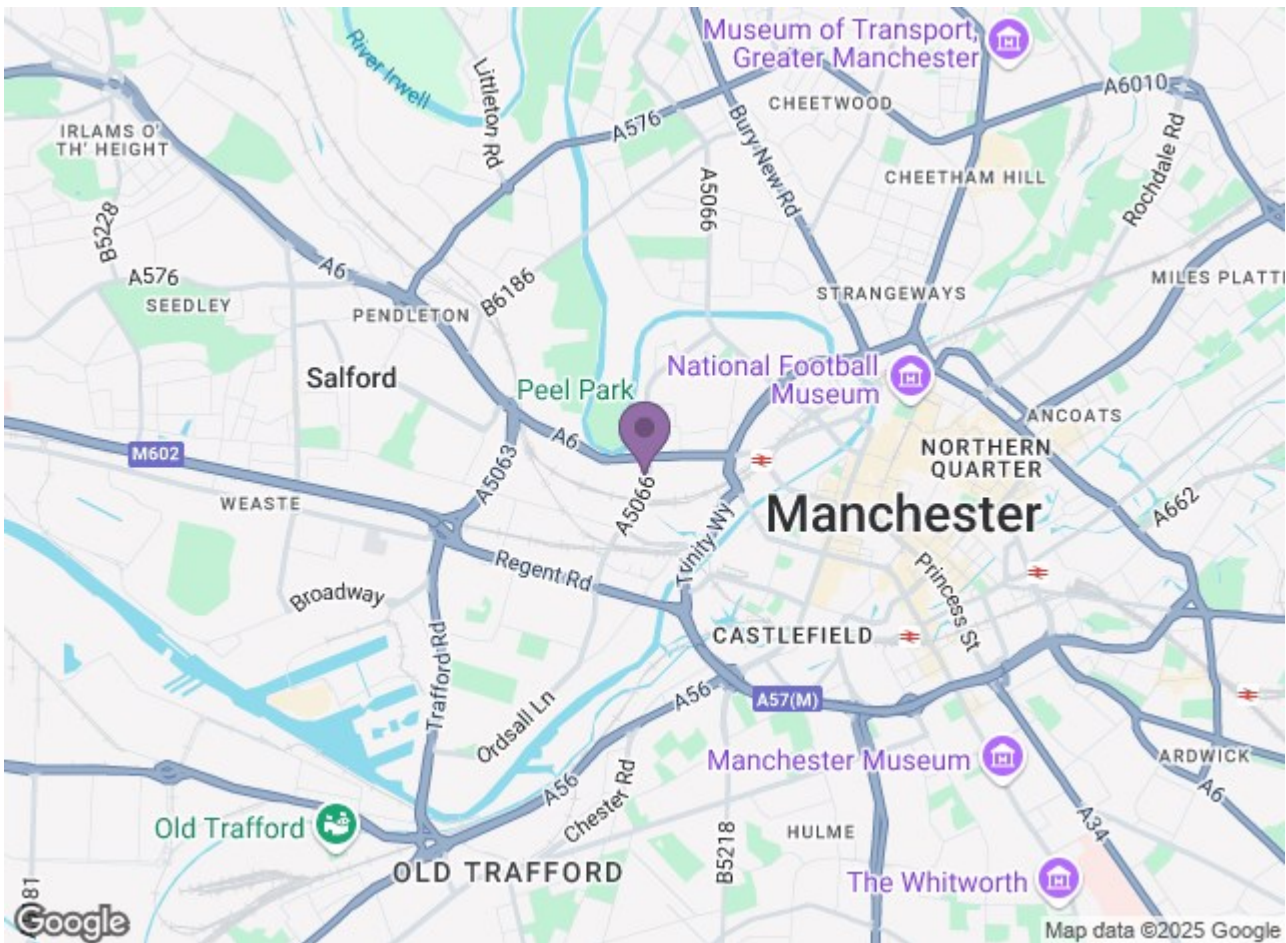 Museum of Transport,
Greater Manchester
River Irwell
Littleton Rd
CHEETWOOD
A6010
IRLAMS O'
TH' HEIGHT
A576
Bury New Rd
Rochdale Rd
CHEETHAM HILL
A5066
B5228
A6
A576
SEEDLEY
B6186
MILES PLATTI
STRANGEWAYS
PENDLETON
National Football
Museum
Salford
Peel Park
ANCOATS
A6
NORTHERN
QUARTER
M602
A5063
A5066
WEASTE
Manchester
A662
Trinity Wy
Regent Rd
Princess St
Broadway
CASTLEFIELD
Trafford Rd
A56
A57(M)
Ordsall Ln
Manchester Museum
ARDWICK
A56
Chester Rd
A6
A34
Old Trafford
HULME
B5218
OLD TRAFFORD
The Whitworth
081
Google
Map data ©2025 Google